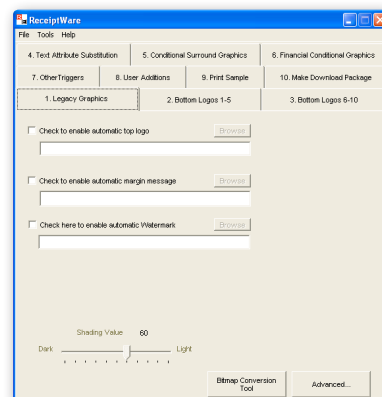 ReceiptWare
File Tools Help
4. Text Attribute Substitution 5. Conditional Surround Graphics 6. Financial Conditional Graphics
7. OtherTriggers 8. User Additions 9. Print Sample 10. Make Download Package
1. Legacy Graphics 2. Bottom Logos 1-5 3. Bottom Logos 6-10
Check to enable automatic top logo Browse
Check to enable automatic margin message Browse
Check here to enable automatic Watermark Browse
Shading Value 60
Dark Light
Bitmap Conversion
Tool
Advanced...